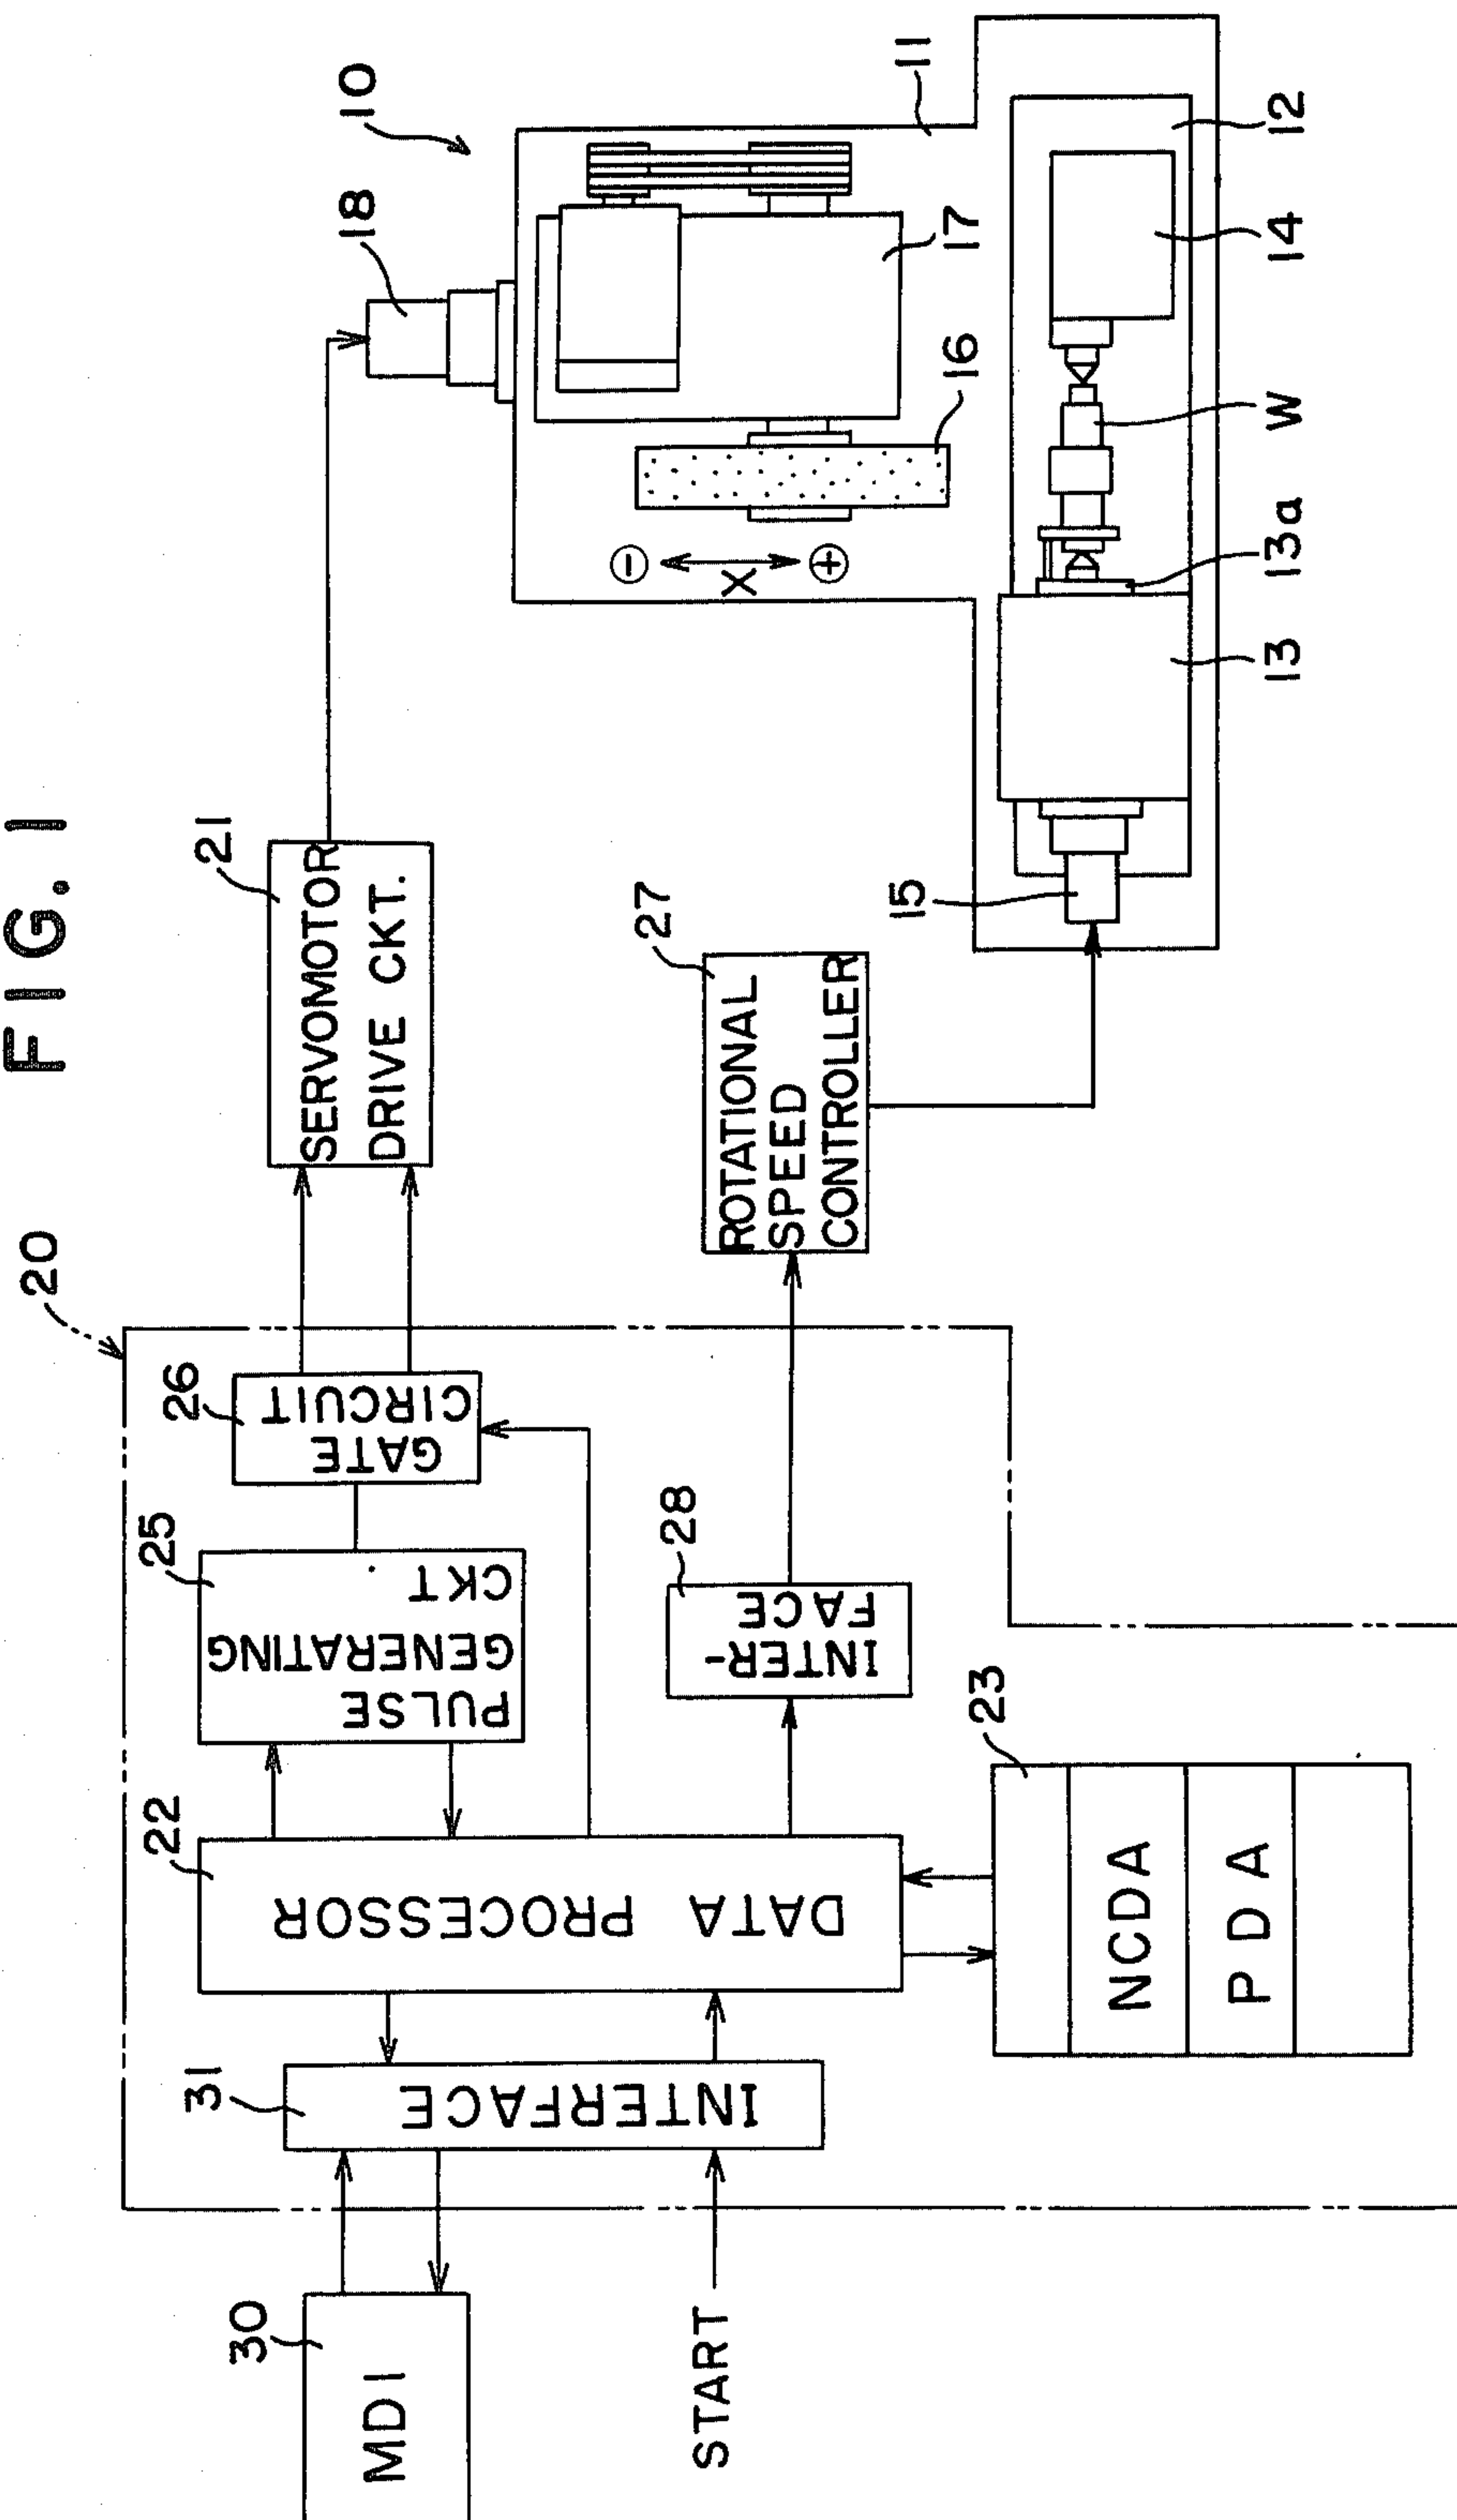 FIG. 1
20
10
18
21
SERVOMOTOR
DRIVE CKT.
26
GATE
CIRCUIT
25
PULSE
GENERATING
CKT
22
DATA PROCESSOR
31
INTERFACE
30
MDI
START
28
INTER-
FACE
27
ROTATIONAL
SPEED
CONTROLLER
23
NCDA
PDA
11
17
16
−
X
+
15
13
13a
W
14
12